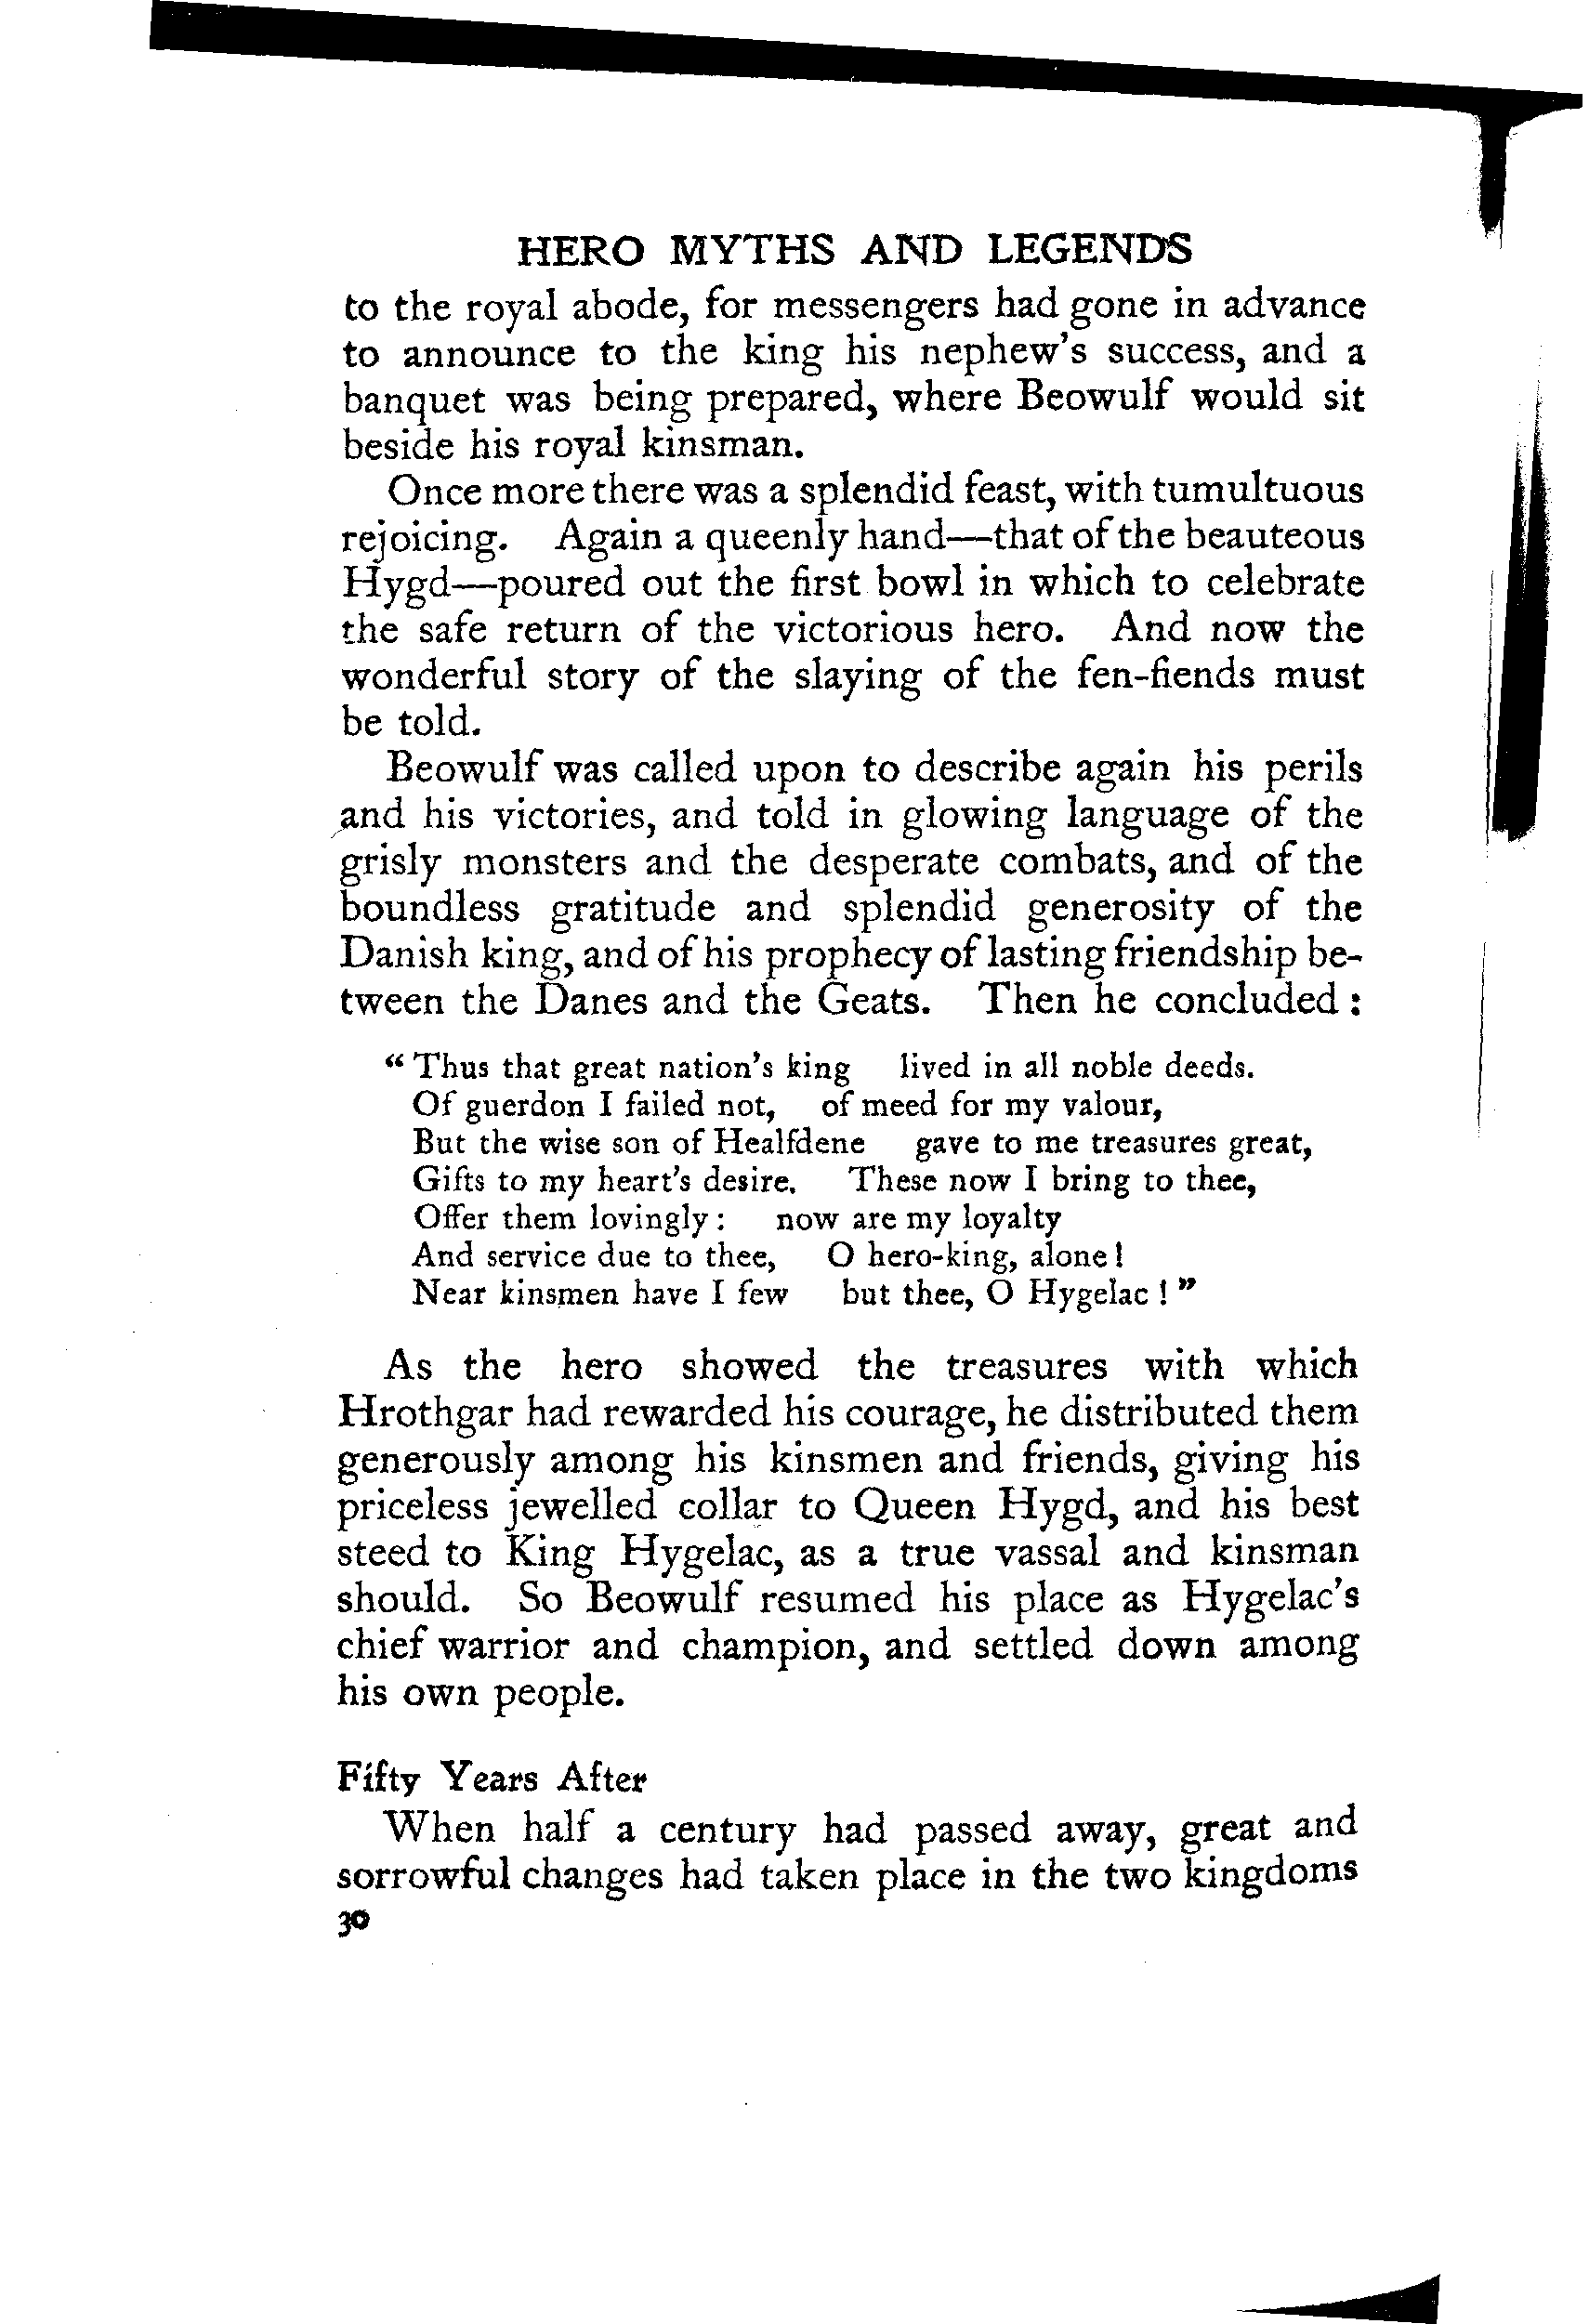 HERO MYTHS AND LEGENDS
to the royal abode, for messengers had gone in advance
to announce to the king his nephew's success, and a
banquet was being prepared, where Beowulf would sit
beside his royal kinsman.
Once more there was a splendid feast, with tumultuous
rejoicing. Again a queenly hand—that of the beauteous
Hygd—poured out the first bowl in which to celebrate
the safe return of the victorious hero. And now the
wonderful story of the slaying of the fen-fiends must
be told.
Beowulf was called upon to describe again his perils
and his victories, and told in glowing language of the
grisly monsters and the desperate combats, and of the
boundless gratitude and splendid generosity of the
Danish king, and of his prophecy of lasting friendship be-
tween the Danes and the Geats. Then he concluded :
“ Thus that great nation's king lived in all noble deeds.
Of guerdon I failed not, of meed for my valour,
But the wise son of Healfdene gave to me treasures great,
Gifts to my heart's desire. These now I bring to thee,
Offer them lovingly : now are my loyalty
And service due to thee, O hero-king, alone !
Near kinsmen have I few but thee, O Hygelac ! ”
As the hero showed the treasures with which
Hrothgar had rewarded his courage, he distributed them
generously among his kinsmen and friends, giving his
priceless jewelled collar to Queen Hygd, and his best
steed to King Hygelac, as a true vassal and kinsman
should. So Beowulf resumed his place as Hygelac's
chief warrior and champion, and settled down among
his own people.
Fifty Years After
When half a century had passed away, great and
sorrowful changes had taken place in the two kingdoms
30